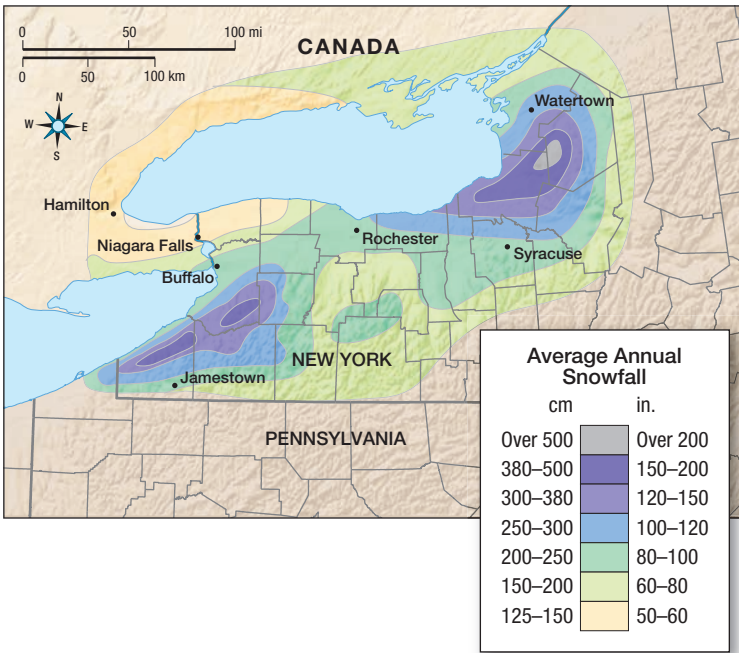 0 50 100 mi
0 50 100 km
CANADA
N
W E
S
Watertown
Hamilton
Niagara Falls
Rochester
Syracuse
Buffalo
NEW YORK
Jamestown
PENNSYLVANIA
Average Annual
Snowfall
cm in.
Over 500 Over 200
380–500 150–200
300–380 120–150
250–300 100–120
200–250 80–100
150–200 60–80
125–150 50–60